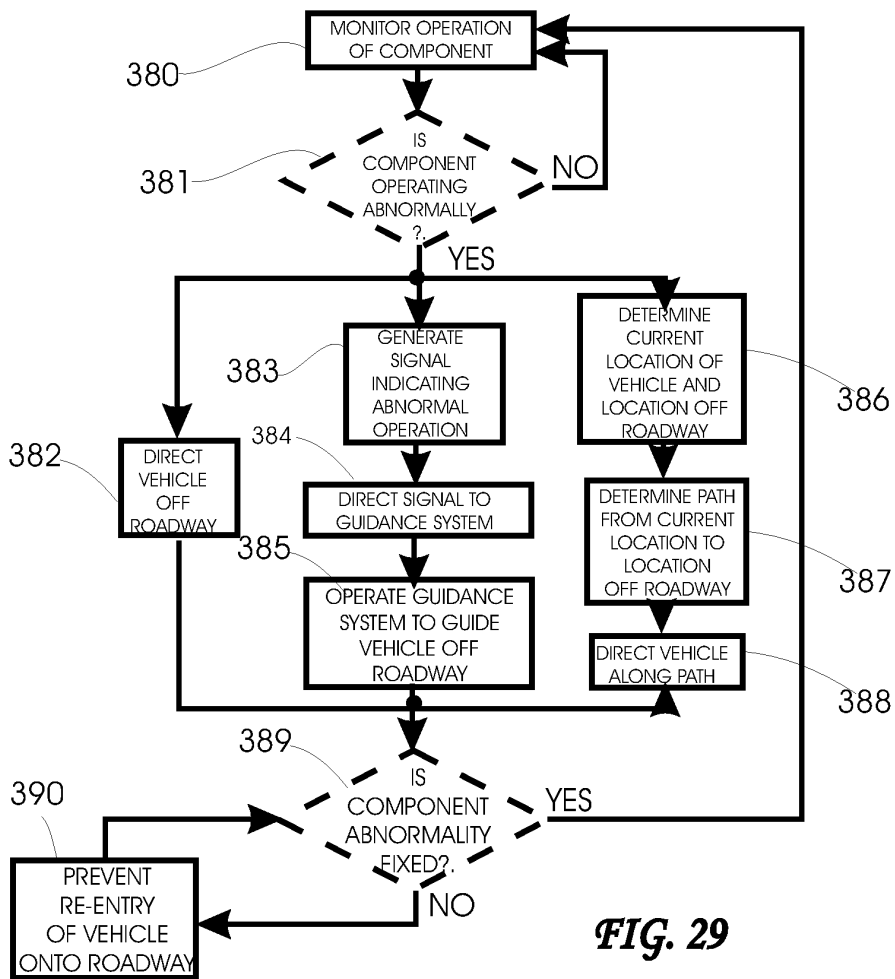 MONITOR OPERATION
OF COMPONENT
380
IS
COMPONENT
OPERATING
ABNORMALLY
?.
381
NO
YES
GENERATE
SIGNAL
INDICATING
ABNORMAL
OPERATION
383
DETERMINE
CURRENT
LOCATION OF
VEHICLE AND
LOCATION OFF
ROADWAY
386
382
DIRECT
VEHICLE
OFF
ROADWAY
384
DIRECT SIGNAL TO
GUIDANCE SYSTEM
DETERMINE PATH
FROM CURRENT
LOCATION TO
LOCATION
OFF ROADWAY
387
385
OPERATE GUIDANCE
SYSTEM TO GUIDE
VEHICLE OFF
ROADWAY
DIRECT VEHICLE
ALONG PATH
388
389
IS
COMPONENT
ABNORMALITY
FIXED?.
YES
NO
390
PREVENT
RE-ENTRY
OF VEHICLE
ONTO ROADWAY
FIG. 29